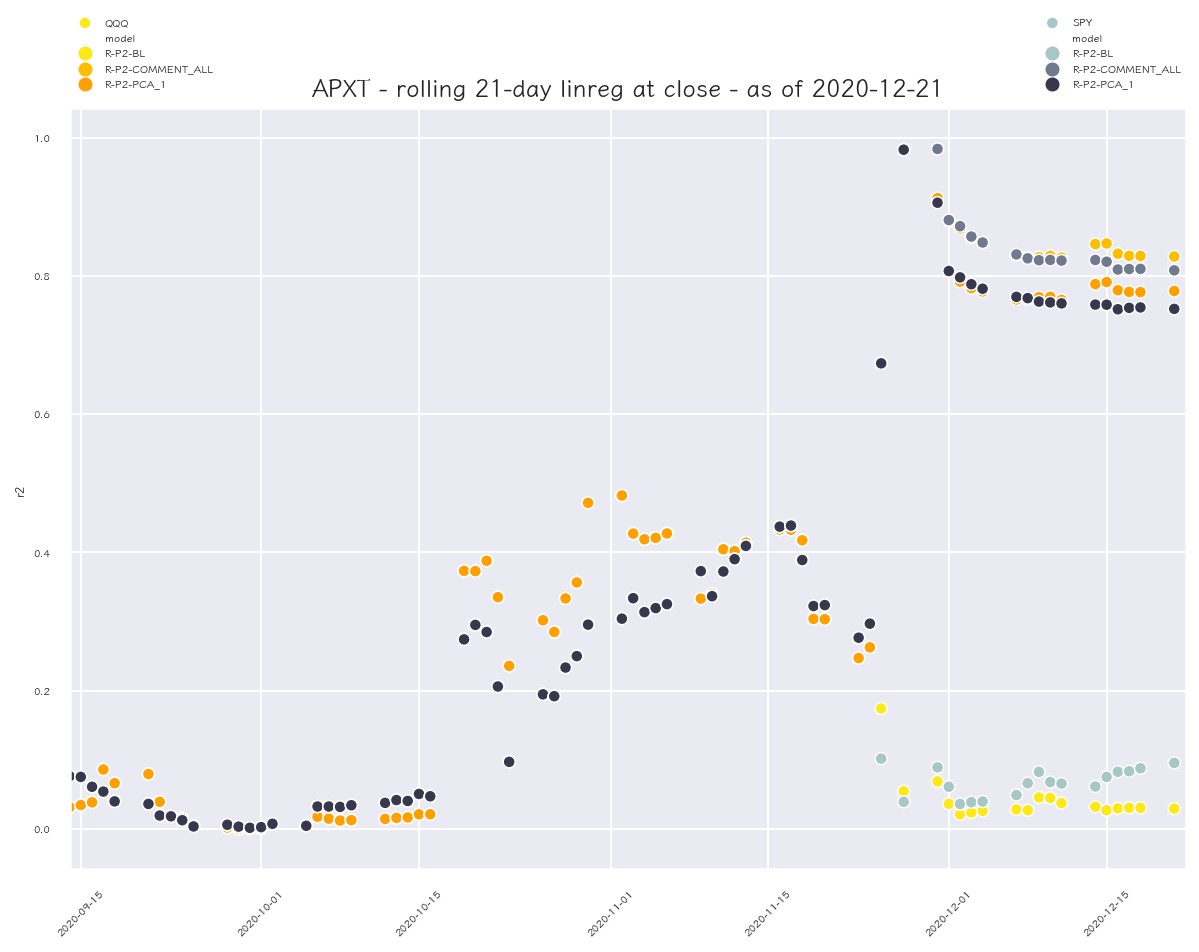 QQQ
model
R-P2-BL
R-P2-COMMENT_ALL
R-P2-PCA_1
SPY
model
R-P2-BL
R-P2-COMMENT_ALL
R-P2-PCA_1
APXT - rolling 21-day linreg at close - as of 2020-12-21
1.0
0.8
0.6
0.4
0.2
0.0
r2
2020-09-15
2020-10-01
2020-10-15
2020-11-01
2020-11-15
2020-12-01
2020-12-15